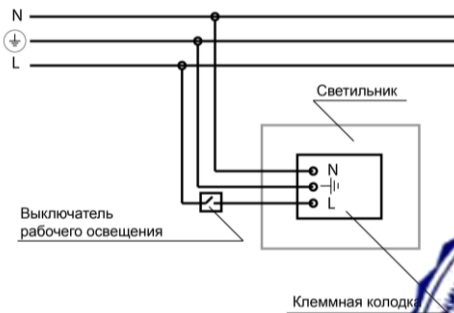 N
L
Светильник
N
L
Выключатель
рабочего освещения
Клеммная колодка